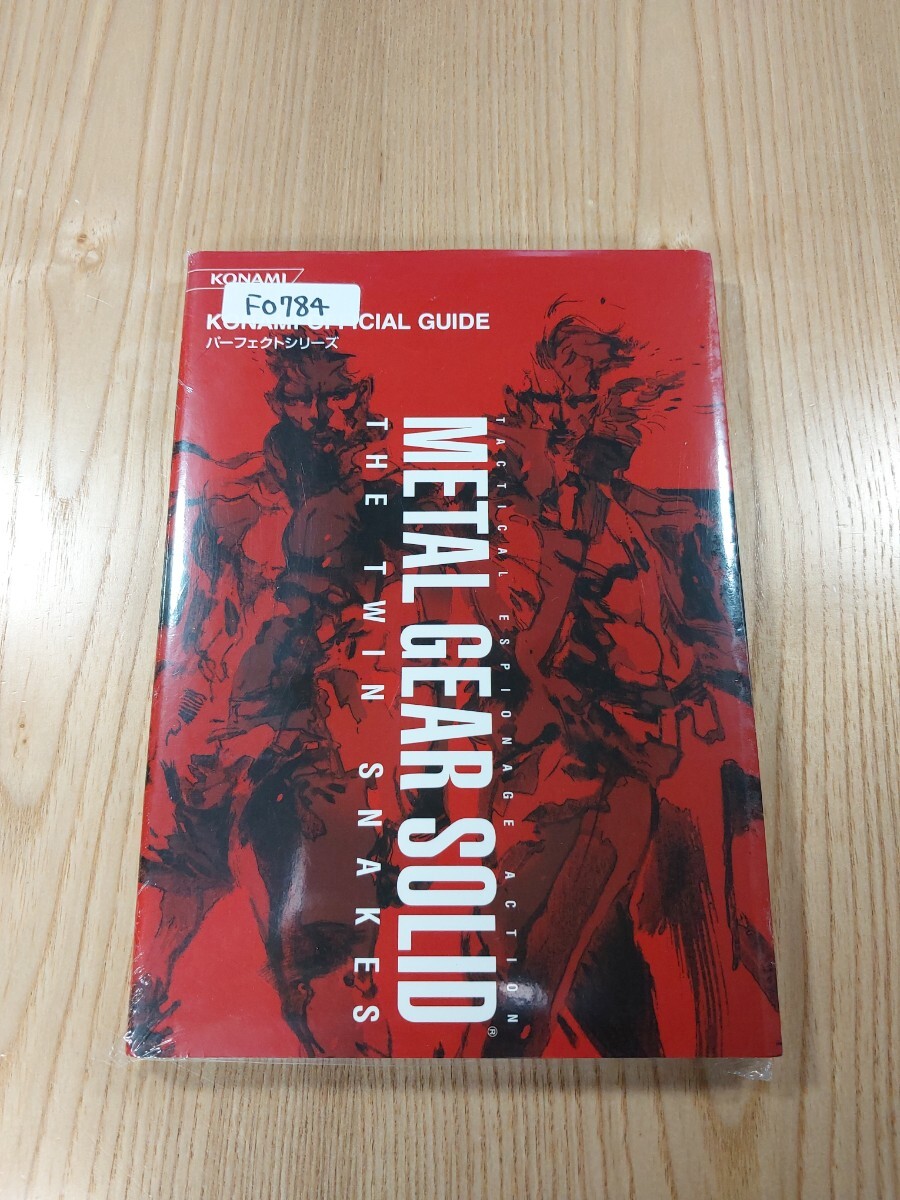 KONAMI
F0784
KONAMI OFFICIAL GUIDE
パーフェクトシリーズ
TACTICAL ESPIONAGE ACTION
METAL GEAR SOLID®
THE TWIN SNAKES